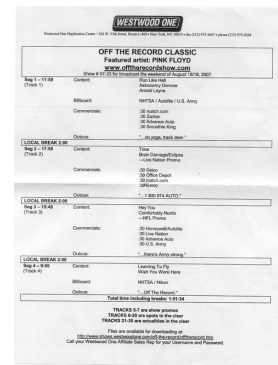 WESTWOOD ONE
OFF THE RECORD CLASSIC
Featured artist: PINK FLOYD
www.offtherecordshow.com
Show # 07-33 for broadcast the weekend of August 18/19, 2007
Seg 1 – 11:59 Content: Run Like Hell
(Track 1) Astronomy Domine
Arnold Layne
Billboard: NHTSA / Autolite / U.S. Army
Commercials: :30 match.com
:30 Zantac
:30 Advance Auto
:30 Smoothie King
Outcue: "...do yoga, track deer."
LOCAL BREAK 2:00
Seg 2 – 17:55 Content: Time
(Track 2) Brain Damage/Eclipse
—Live Nation Promo
Commercials: :30 Geico
:30 Office Depot
:30 match.com
:30 Geico
Outcue: "...1 800 974 AUTO."
LOCAL BREAK 2:00
Seg 3 – 15:45 Content: Hey You
(Track 3) Comfortably Numb
—NFL Promo
Commercials: :30 Honeywell/Autolite
:30 Live Nation
:30 Advance Auto
:30 U.S. Army
Outcue: "...there's Army strong."
LOCAL BREAK 2:00
Seg 4 – 9:55 Content: Learning To Fly
(Track 4) Wish You Were Here
Billboard: NHTSA / Nikon
Outcue: "...Off The Record."
Total time including breaks: 1:01:34
TRACKS 5-7 are show promos
TRACKS 8-20 are spots in the clear
TRACKS 21-35 are actualities in the clear
Files are available for downloading at:
Call your Westwood One Affiliate Sales Rep for your Username and Password.